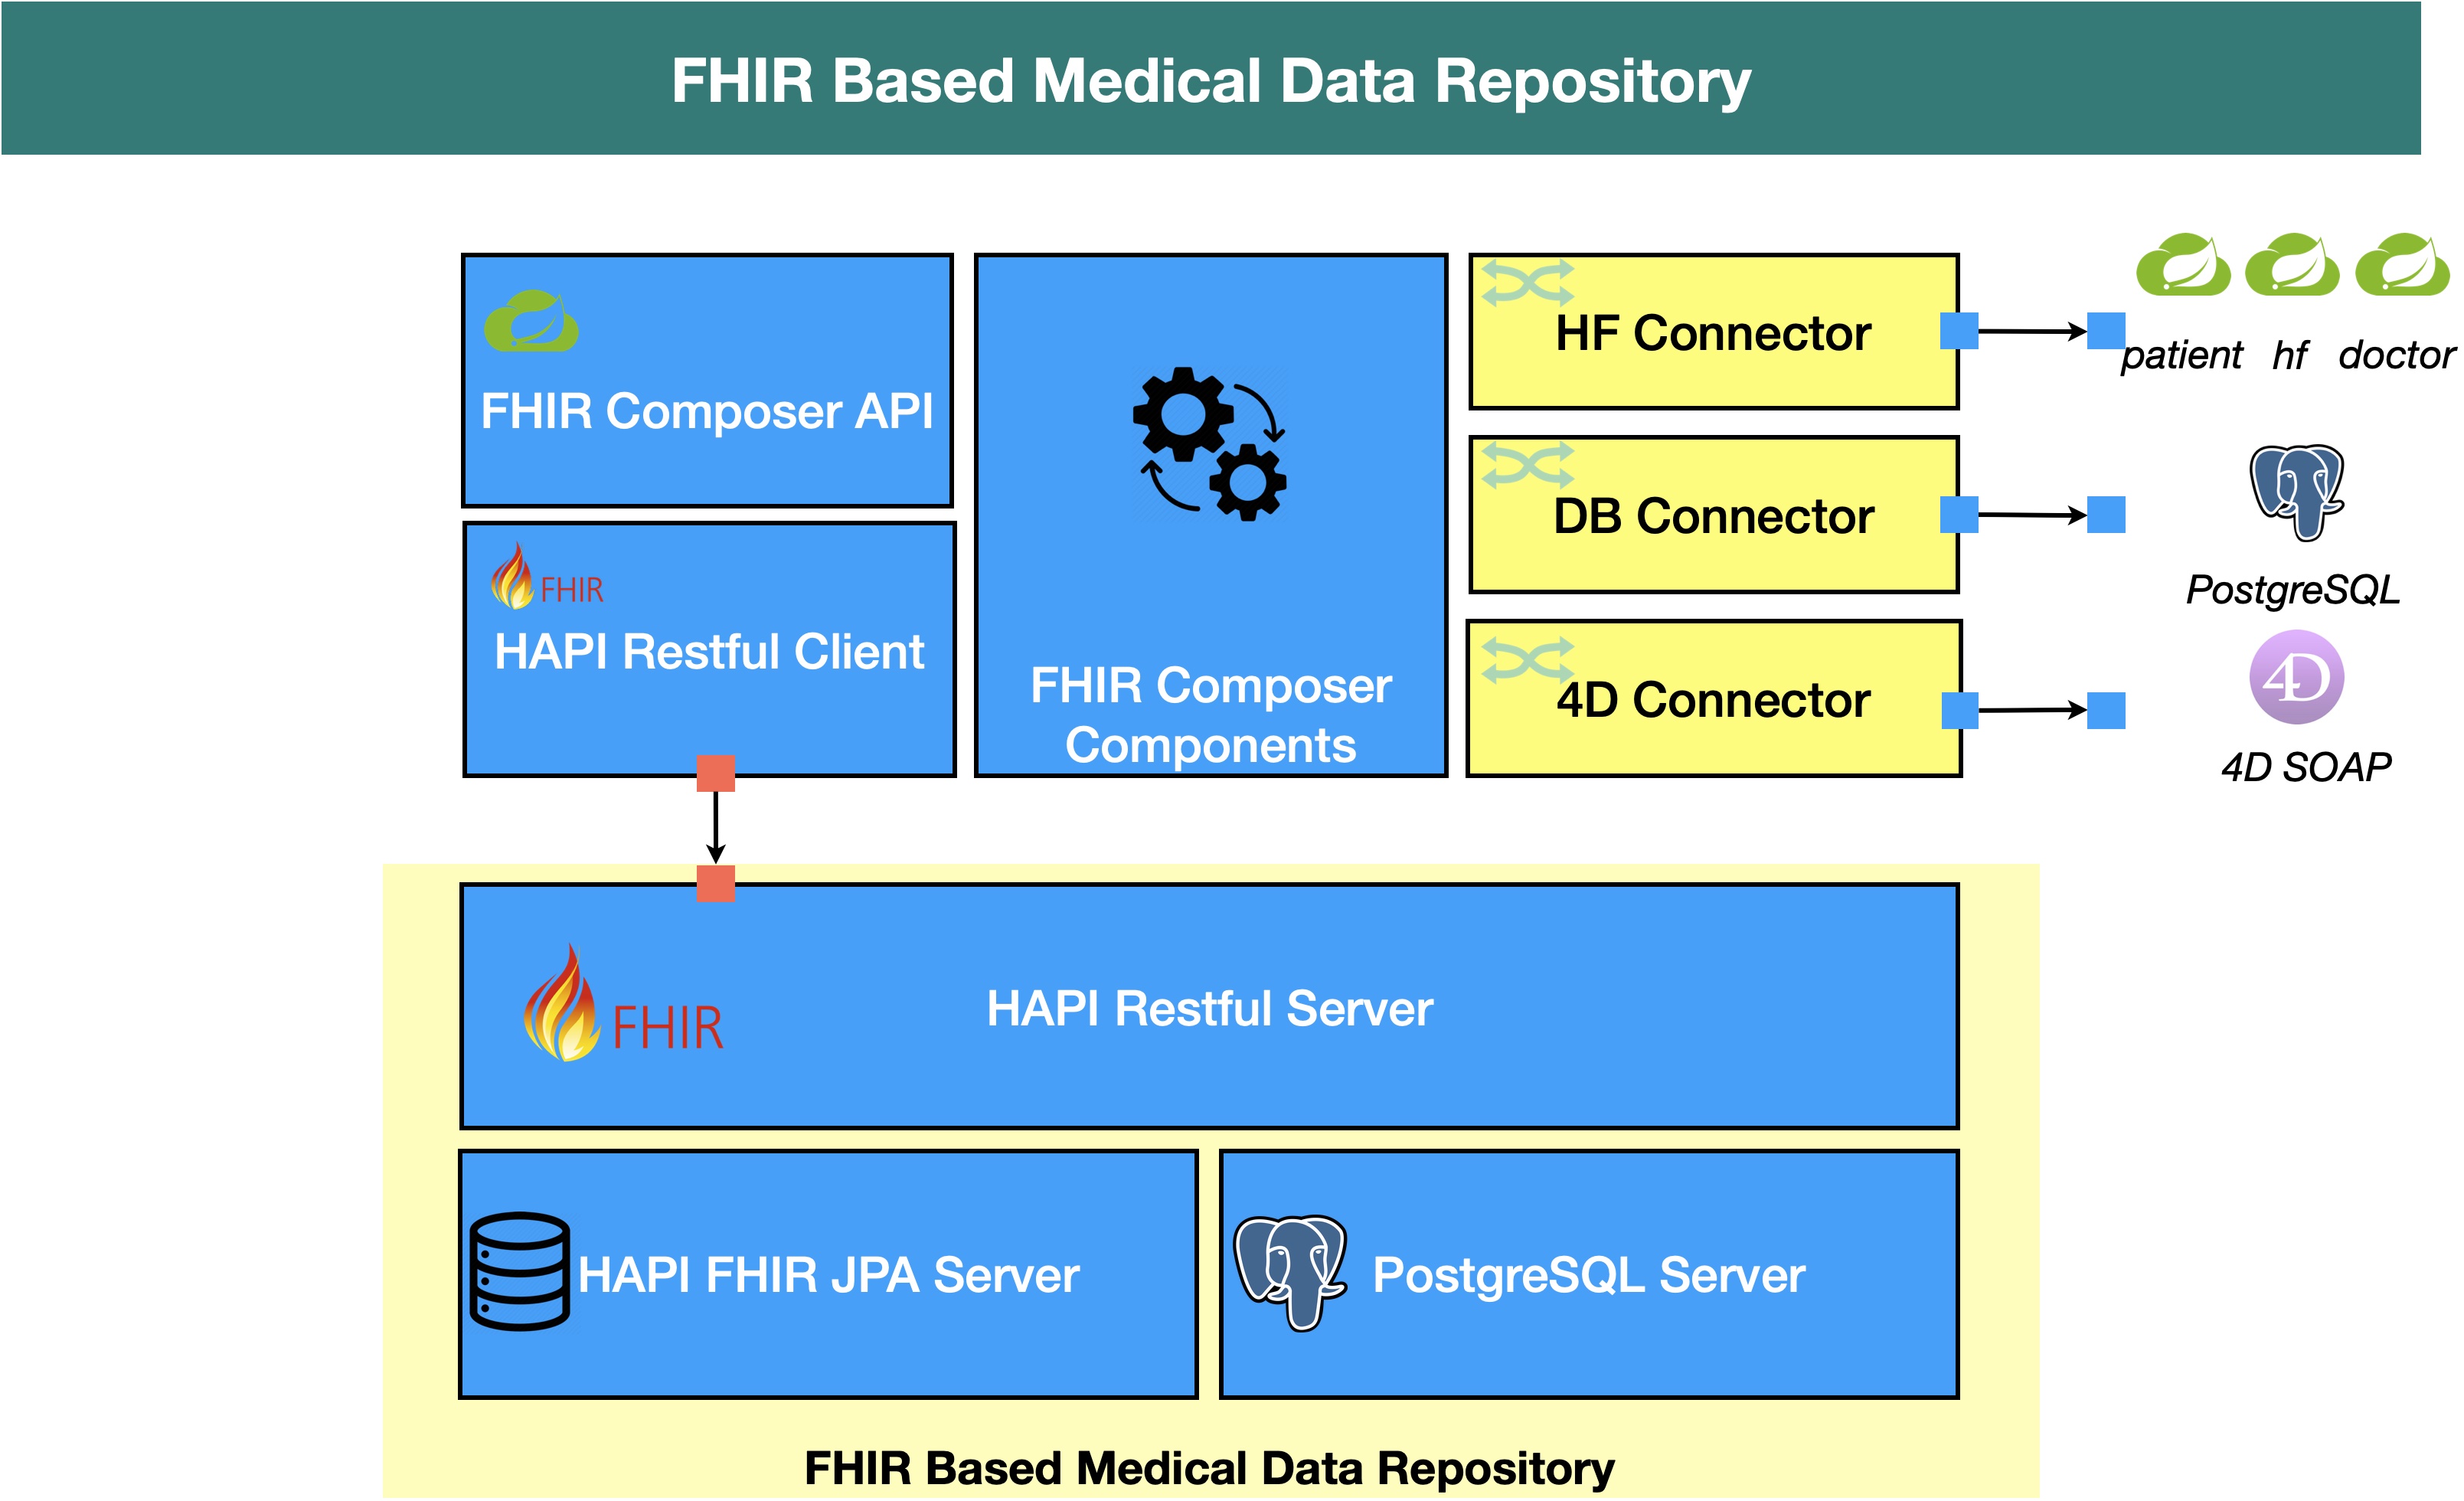 FHIR Based Medical Data Repository
FHIR Composer API
FHIR
HAPI Restful Client
FHIR Composer
Components
HF Connector
patient hf doctor
DB Connector
PostgreSQL
4D Connector
4D
4D SOAP
FHIR
HAPI Restful Server
HAPI FHIR JPA Server
PostgreSQL Server
FHIR Based Medical Data Repository